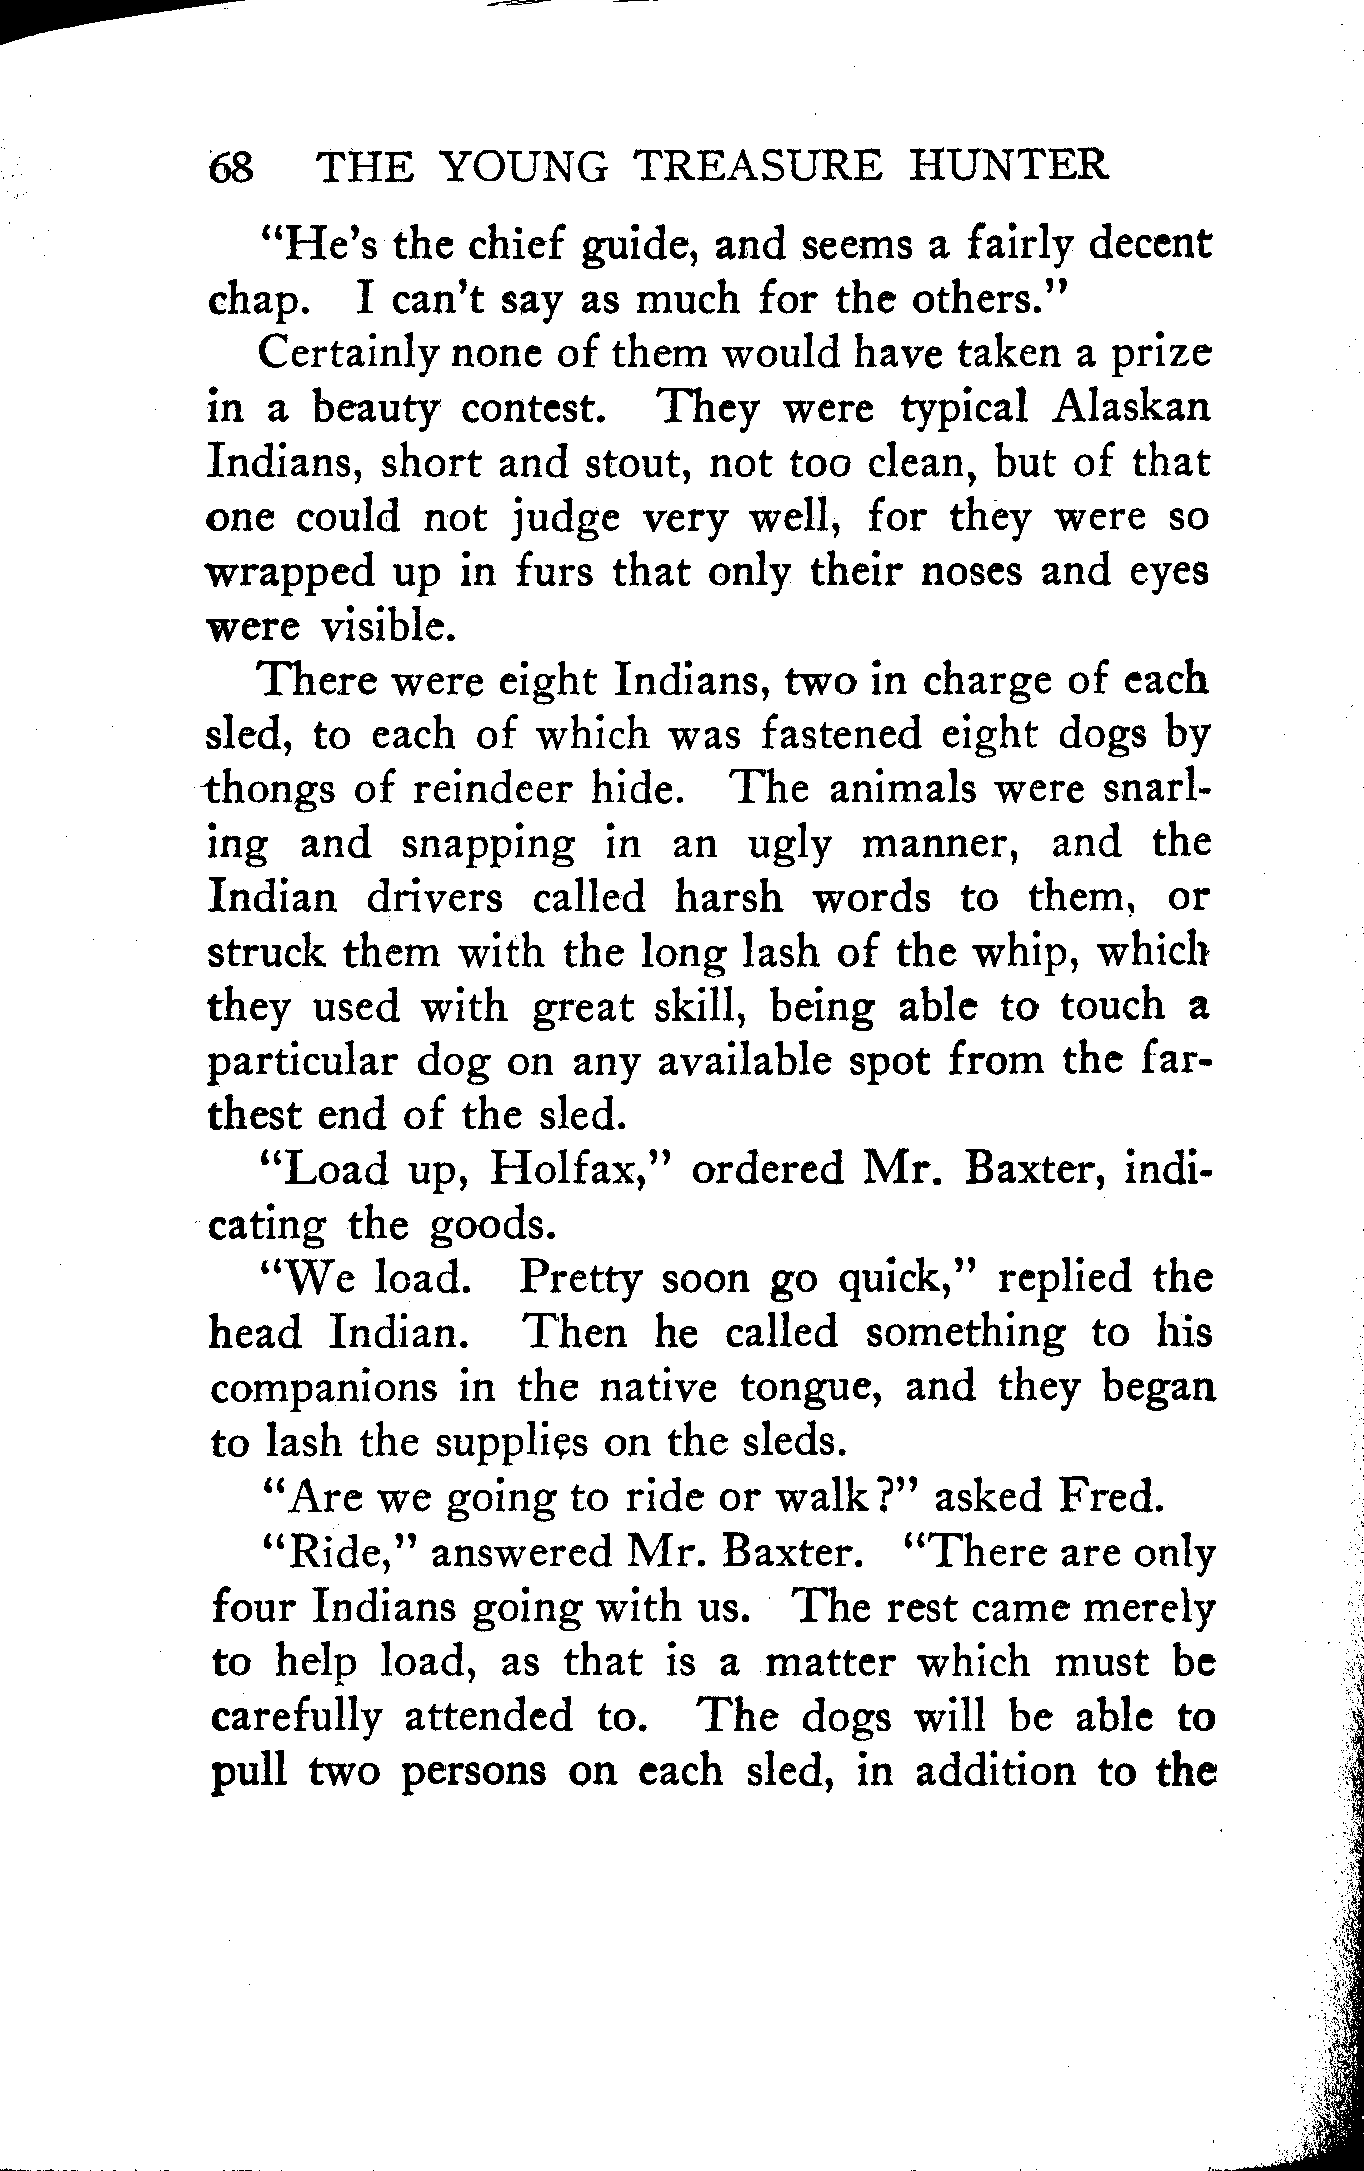 68 THE YOUNG TREASURE HUNTER
“He’s the chief guide, and seems a fairly decent
chap. I can’t say as much for the others.”
Certainly none of them would have taken a prize
in a beauty contest. They were typical Alaskan
Indians, short and stout, not too clean, but of that
one could not judge very well, for they were so
wrapped up in furs that only their noses and eyes
were visible.
There were eight Indians, two in charge of each
sled, to each of which was fastened eight dogs by
thongs of reindeer hide. The animals were snarl-
ing and snapping in an ugly manner, and the
Indian drivers called harsh words to them, or
struck them with the long lash of the whip, which
they used with great skill, being able to touch a
particular dog on any available spot from the far-
thest end of the sled.
“Load up, Holfax,” ordered Mr. Baxter, indi-
cating the goods.
“We load. Pretty soon go quick,” replied the
head Indian. Then he called something to his
companions in the native tongue, and they began
to lash the supplies on the sleds.
“Are we going to ride or walk?” asked Fred.
“Ride,” answered Mr. Baxter. “There are only
four Indians going with us. The rest came merely
to help load, as that is a matter which must be
carefully attended to. The dogs will be able to
pull two persons on each sled, in addition to the